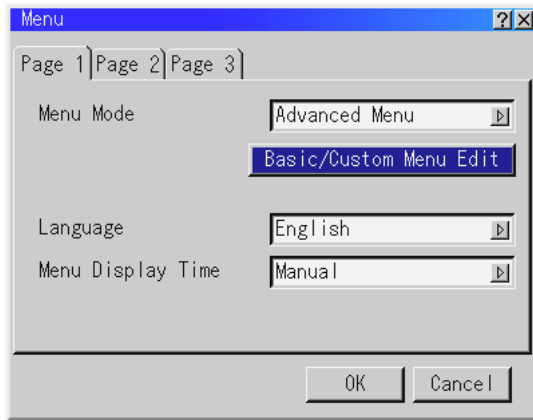 Menu ? ×
Page 1 Page 2 Page 3
Menu Mode Advanced Menu
Basic/Custom Menu Edit
Language English
Menu Display Time Manual
OK Cancel